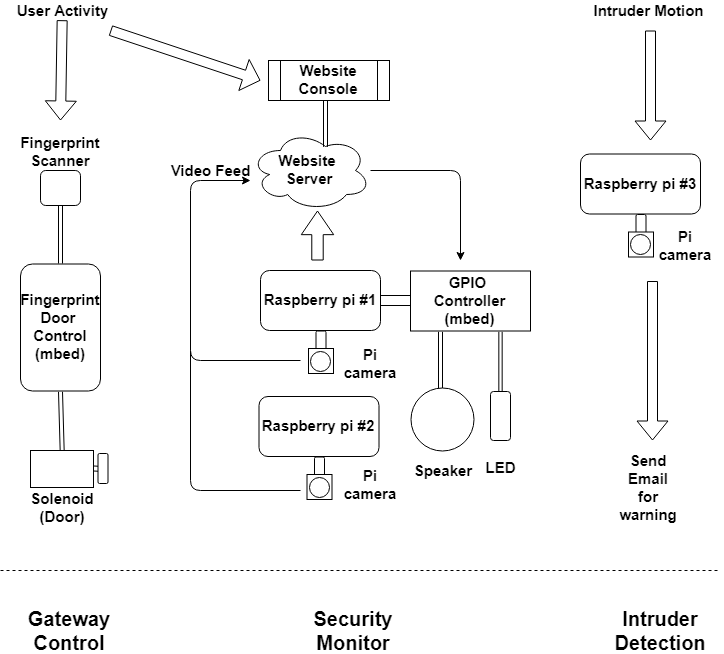 User Activity
Fingerprint
Scanner
Fingerprint
Door
Control
(mbed)
Solenoid
(Door)
Website
Console
Website
Server
Video Feed
Raspberry pi #1
Pi
camera
GPIO
Controller
(mbed)
Raspberry pi #2
Pi
camera
Speaker
LED
Intruder Motion
Raspberry pi #3
Pi
camera
Send
Email
for
warning
Gateway
Control
Security
Monitor
Intruder
Detection